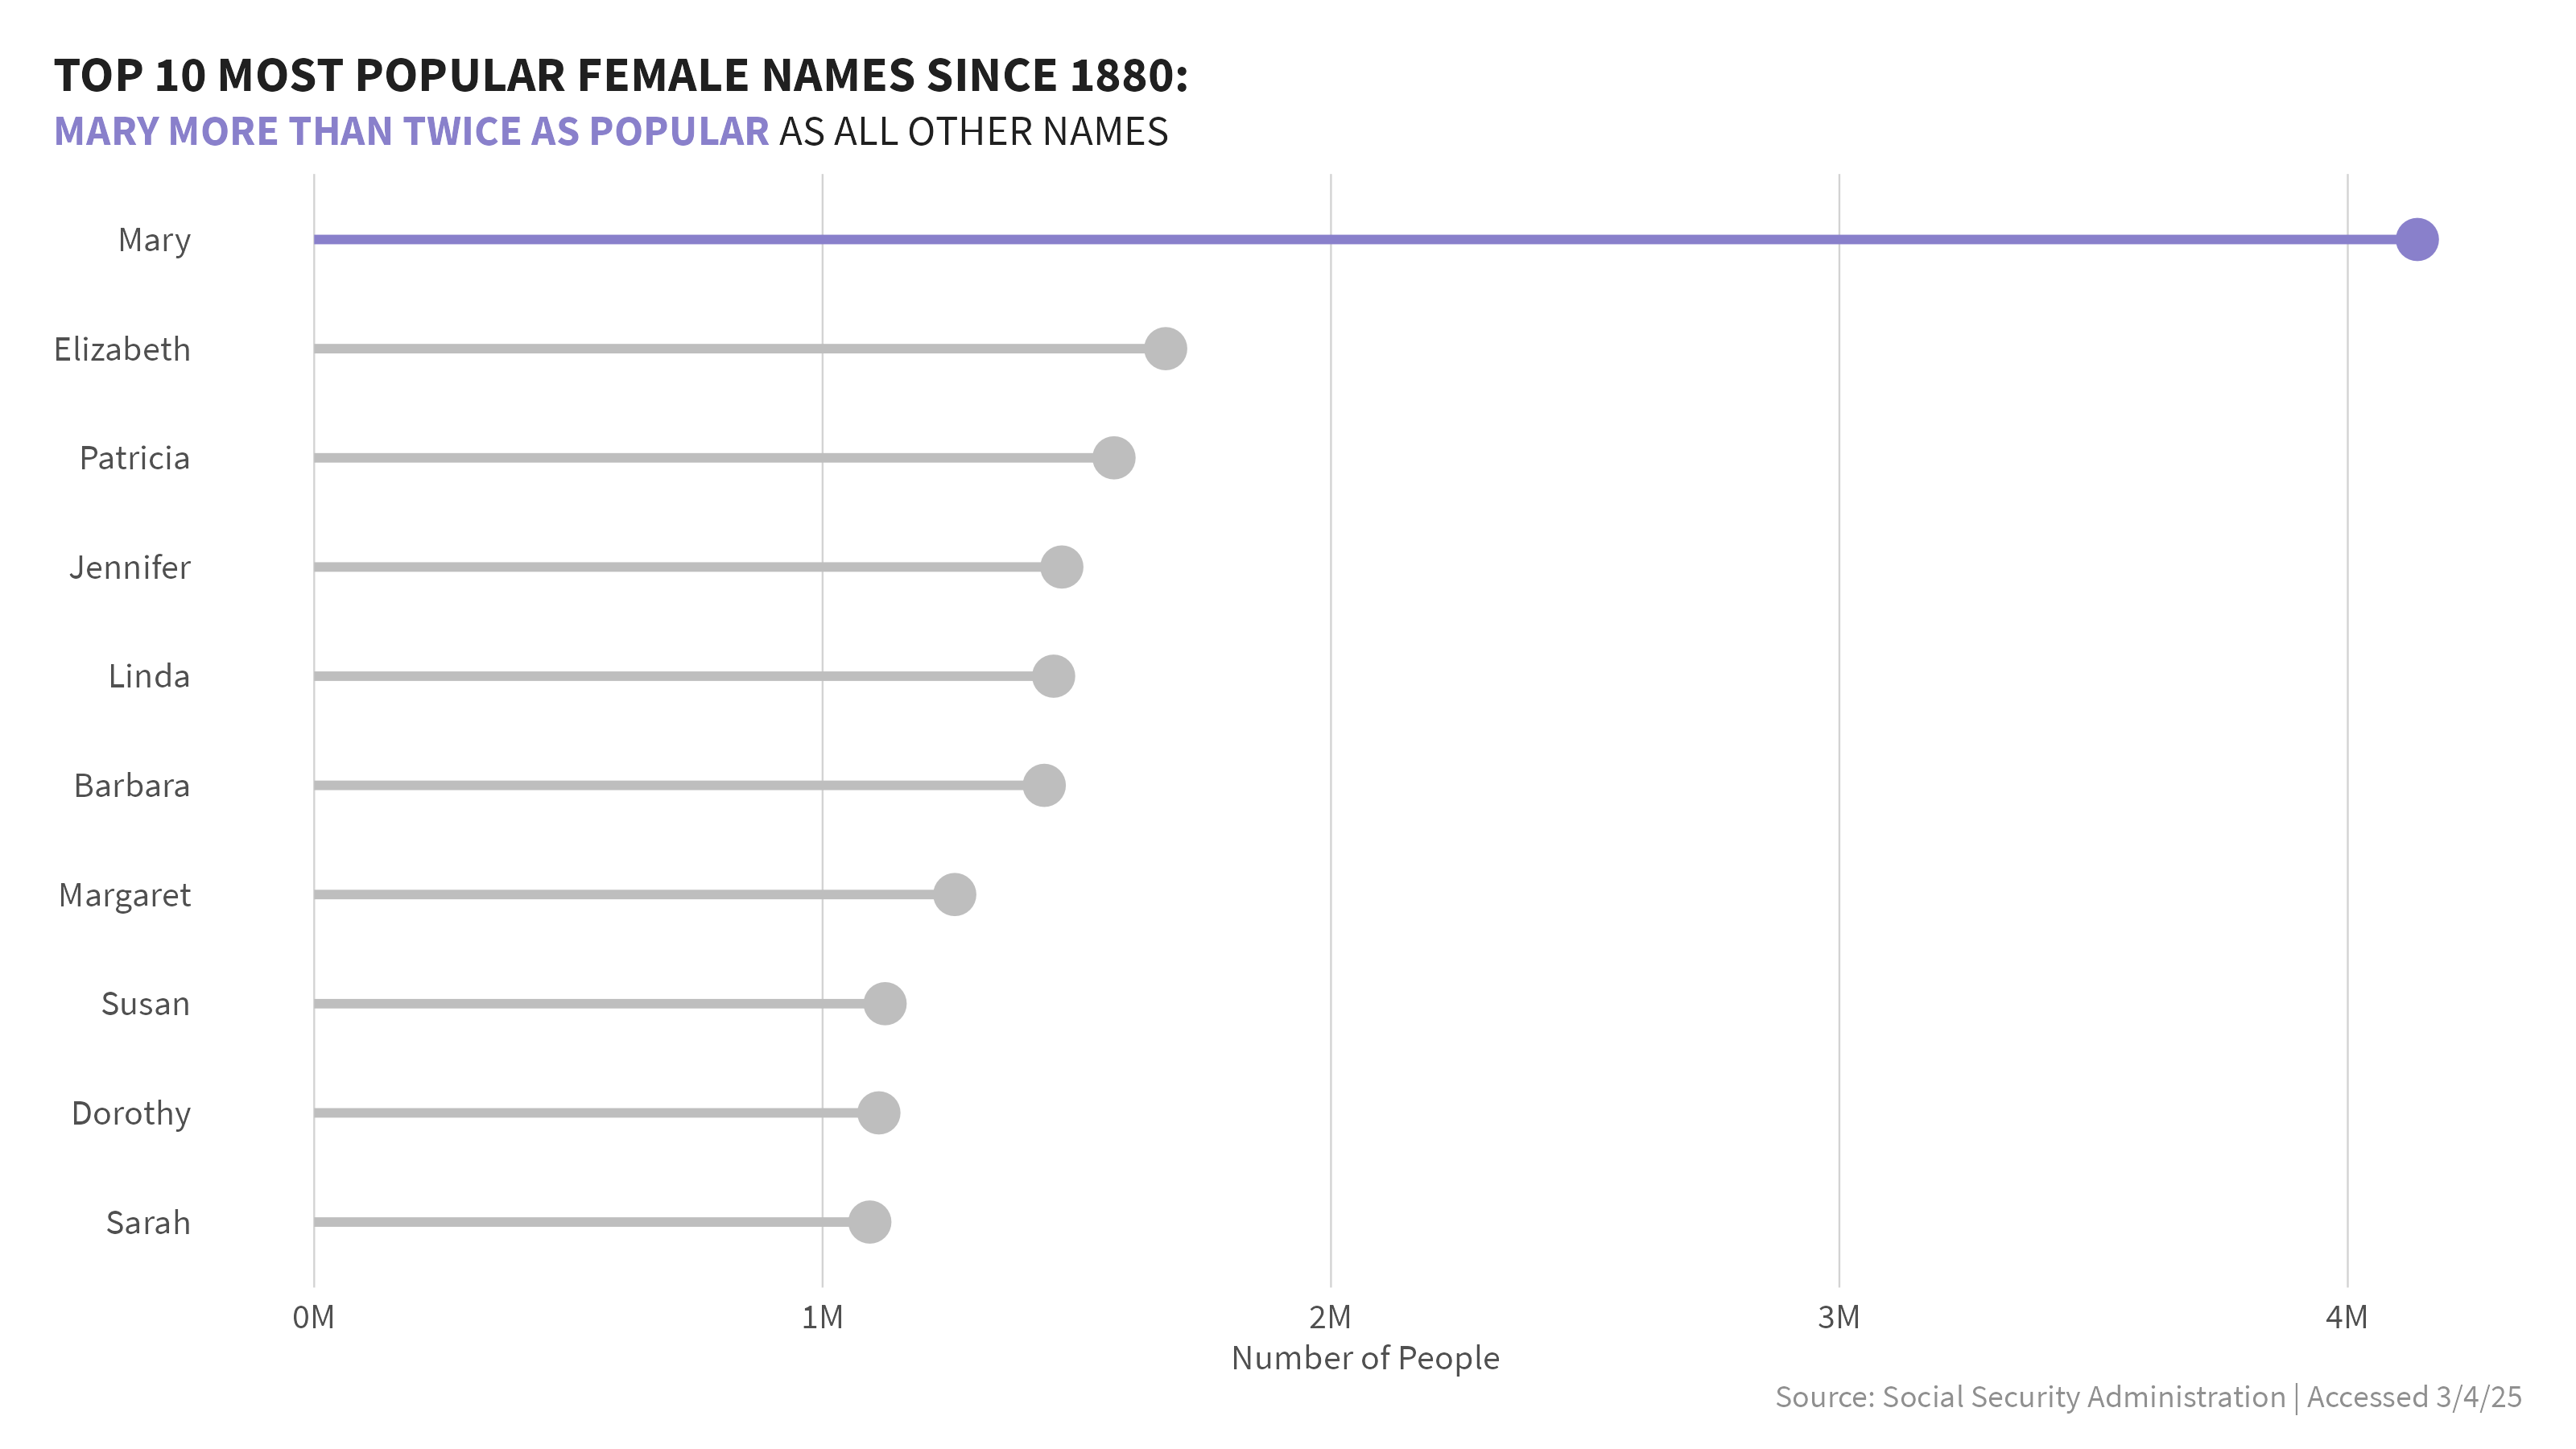 TOP 10 MOST POPULAR FEMALE NAMES SINCE 1880:
MARY MORE THAN TWICE AS POPULAR AS ALL OTHER NAMES
Mary
Elizabeth
Patricia
Jennifer
Linda
Barbara
Margaret
Susan
Dorothy
Sarah
0M 1M 2M 3M 4M
Number of People
Source: Social Security Administration | Accessed 3/4/25